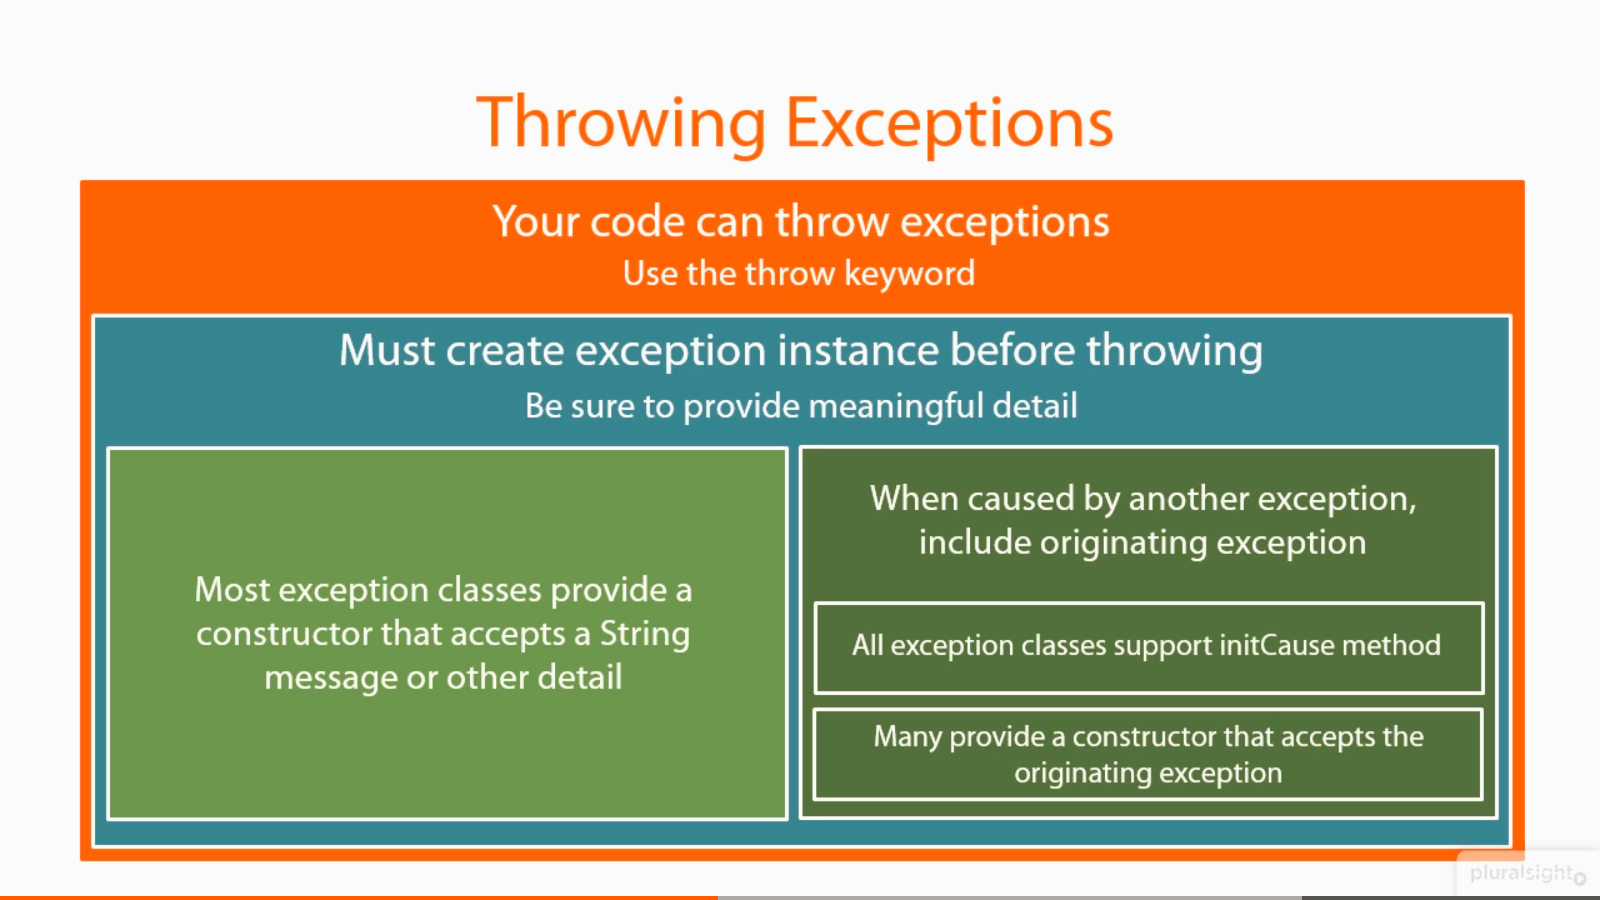 Throwing Exceptions
Your code can throw exceptions
Use the throw keyword
Must create exception instance before throwing
Be sure to provide meaningful detail
Most exception classes provide a
constructor that accepts a String
message or other detail
When caused by another exception,
include originating exception
All exception classes support initCause method
Many provide a constructor that accepts the
originating exception
pluralsight